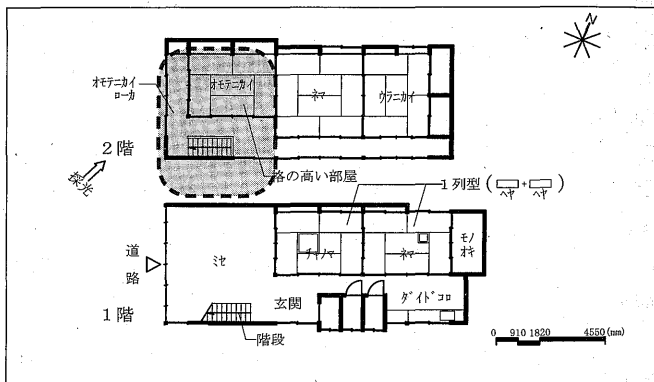 N
オモテニカイ
ローカ
オモテニカイ
ネマ
ウラニカイ
2階
採光
格の高い部屋
1列型(ヘヤ+ヘヤ)
道路
ミセ
チャノマ
ネマ
モノ
オキ
玄関
ダイドコロ
1階
階段
0 910 1820 4550(mm)